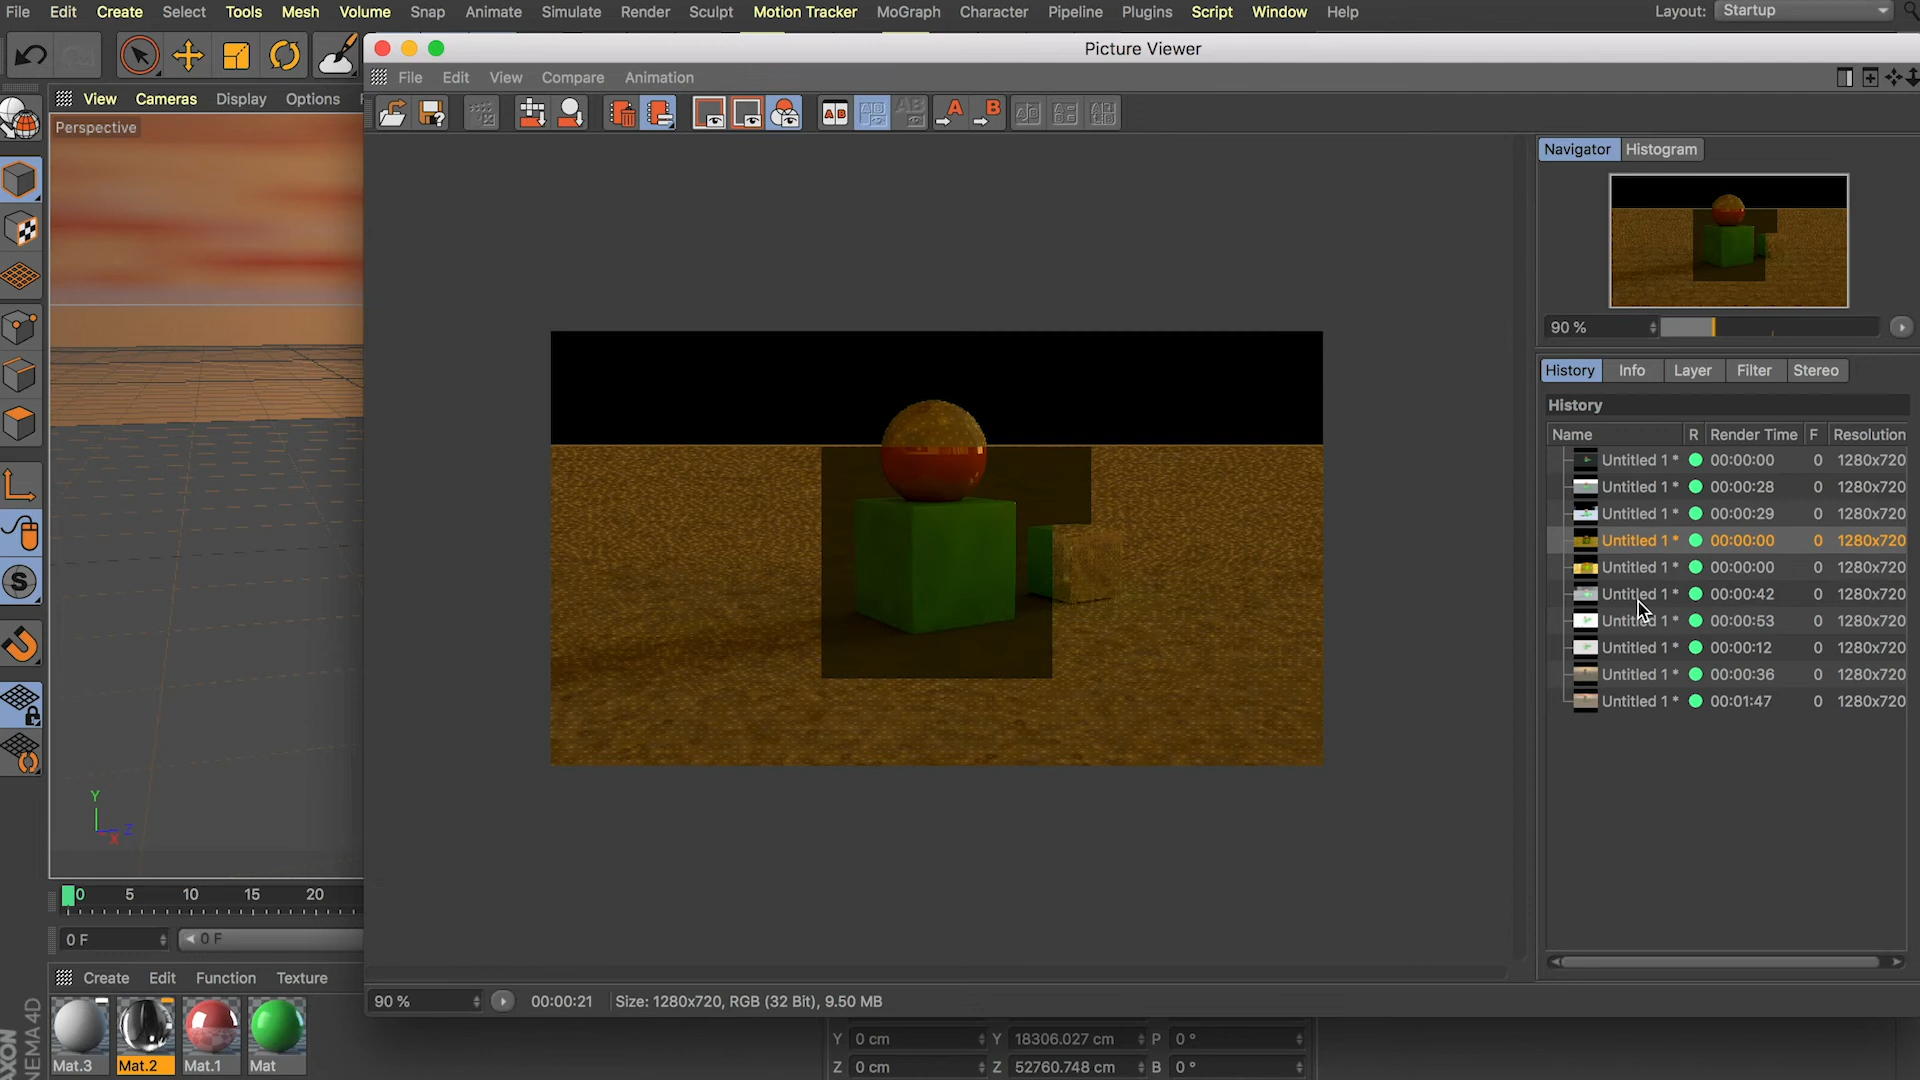 File Edit Create Select Tools Mesh Volume Snap Animate Simulate Render Sculpt Motion Tracker MoGraph Character Pipeline Plugins Script Window Help Layout: Startup
Picture Viewer
File Edit View Compare Animation
View Cameras Display Options
Perspective
Navigator Histogram
90 %
History Info Layer Filter Stereo
History
Name R Render Time F Resolution
Untitled 1 * 00:00:00 0 1280x720
Untitled 1 * 00:00:28 0 1280x720
Untitled 1 * 00:00:29 0 1280x720
Untitled 1 * 00:00:00 0 1280x720
Untitled 1 * 00:00:00 0 1280x720
Untitled 1 * 00:00:42 0 1280x720
Untitled 1 * 00:00:53 0 1280x720
Untitled 1 * 00:00:12 0 1280x720
Untitled 1 * 00:00:36 0 1280x720
Untitled 1 * 00:01:47 0 1280x720
Y
Z
X
0 5 10 15 20
0 F 0 F
Create Edit Function Texture
90 % 00:00:21 Size: 1280x720, RGB (32 Bit), 9.50 MB
Mat.3 Mat.2 Mat.1 Mat
Y 0 cm Y 18306.027 cm P 0 °
Z 0 cm Z 52760.748 cm B 0 °